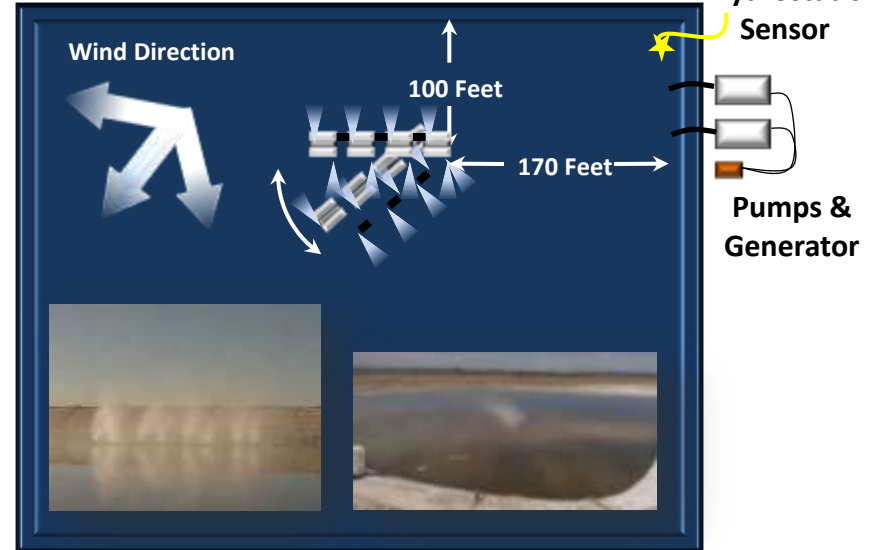 Sensor
Wind Direction
100 Feet
170 Feet
Pumps &
Generator